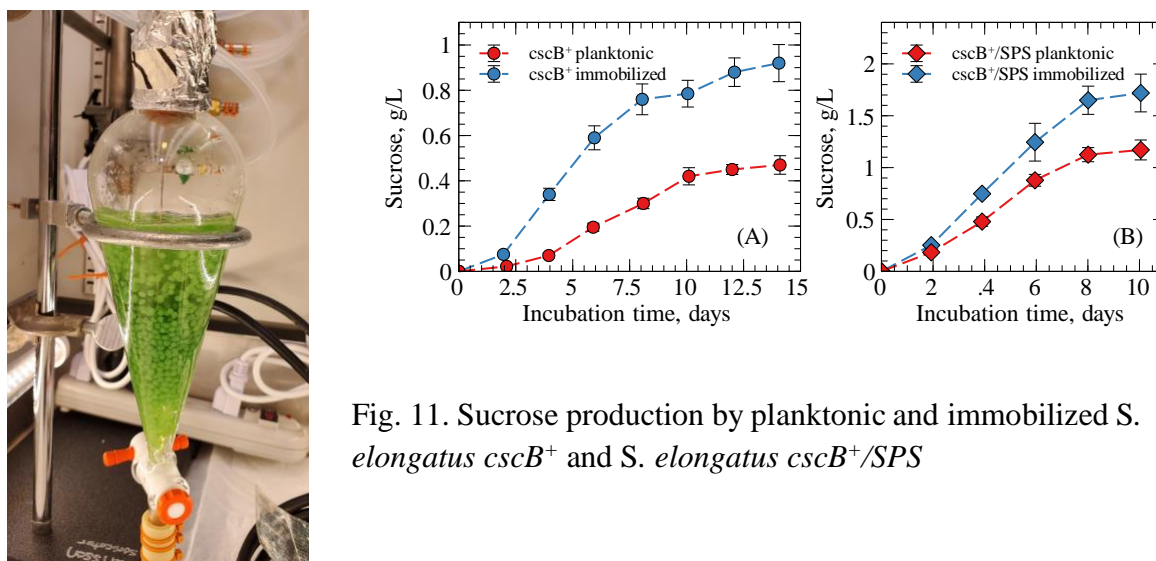 1
0.8
0.6
0.4
0.2
0
cscB⁺ planktonic
cscB⁺ immobilized
(A)
0 2.5 5 7.5 10 12.5 15
Incubation time, days
Sucrose, g/L
2
1.5
1
0.5
0
cscB⁺/SPS planktonic
cscB⁺/SPS immobilized
(B)
0 2 .4 6 8 10
Incubation time, days
Sucrose, g/L
Fig. 11. Sucrose production by planktonic and immobilized S.
elongatus cscB⁺ and S. elongatus cscB⁺/SPS